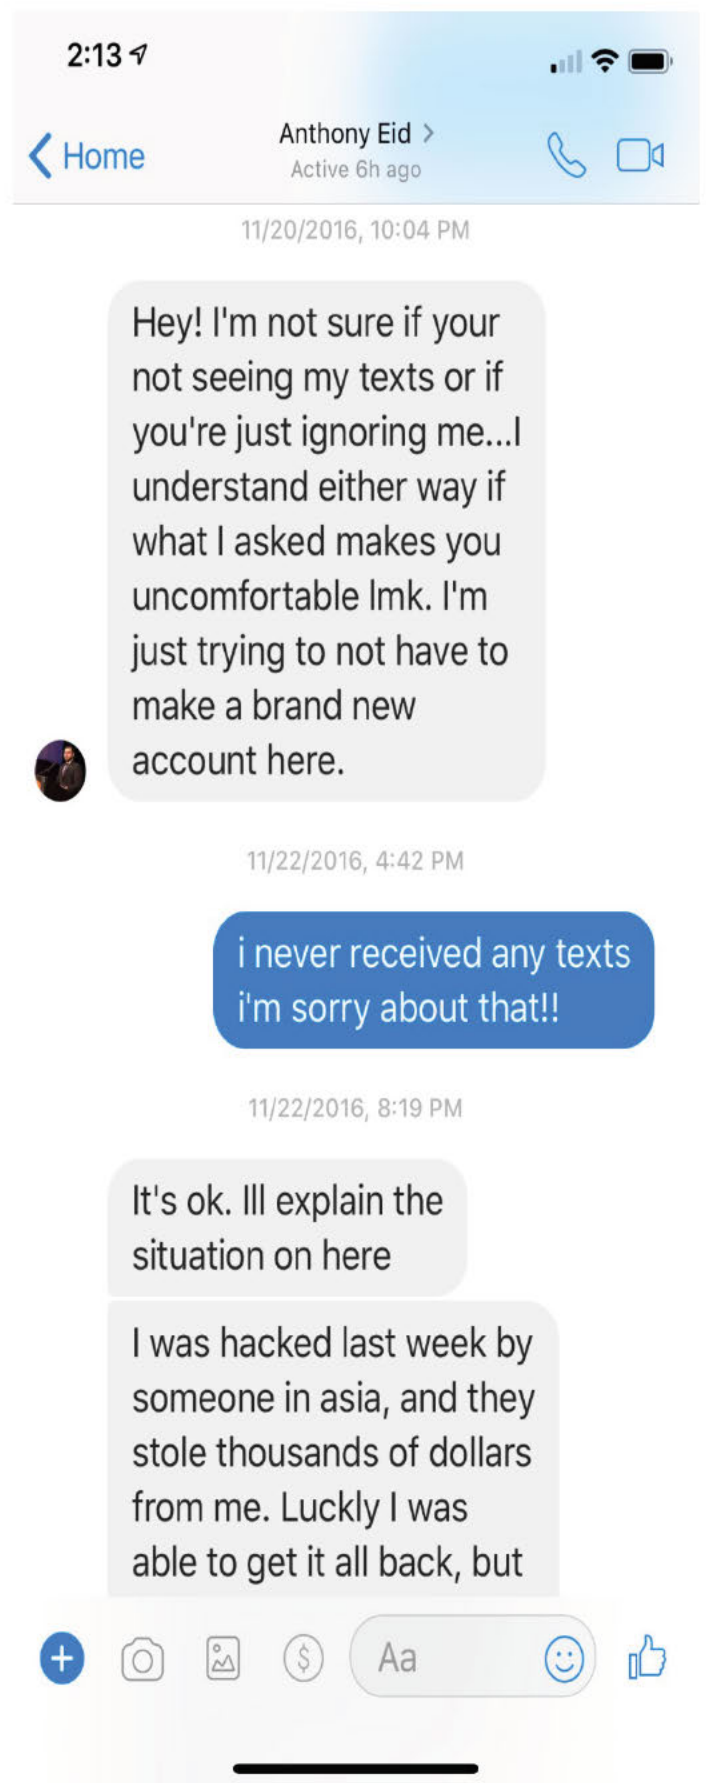 2:13
Home
Anthony Eid >
Active 6h ago
11/20/2016, 10:04 PM
Hey! I'm not sure if your
not seeing my texts or if
you're just ignoring me...I
understand either way if
what I asked makes you
uncomfortable lmk. I'm
just trying to not have to
make a brand new
account here.
11/22/2016, 4:42 PM
i never received any texts
i'm sorry about that!!
11/22/2016, 8:19 PM
It's ok. Ill explain the
situation on here
I was hacked last week by
someone in asia, and they
stole thousands of dollars
from me. Luckly I was
able to get it all back, but
Aa